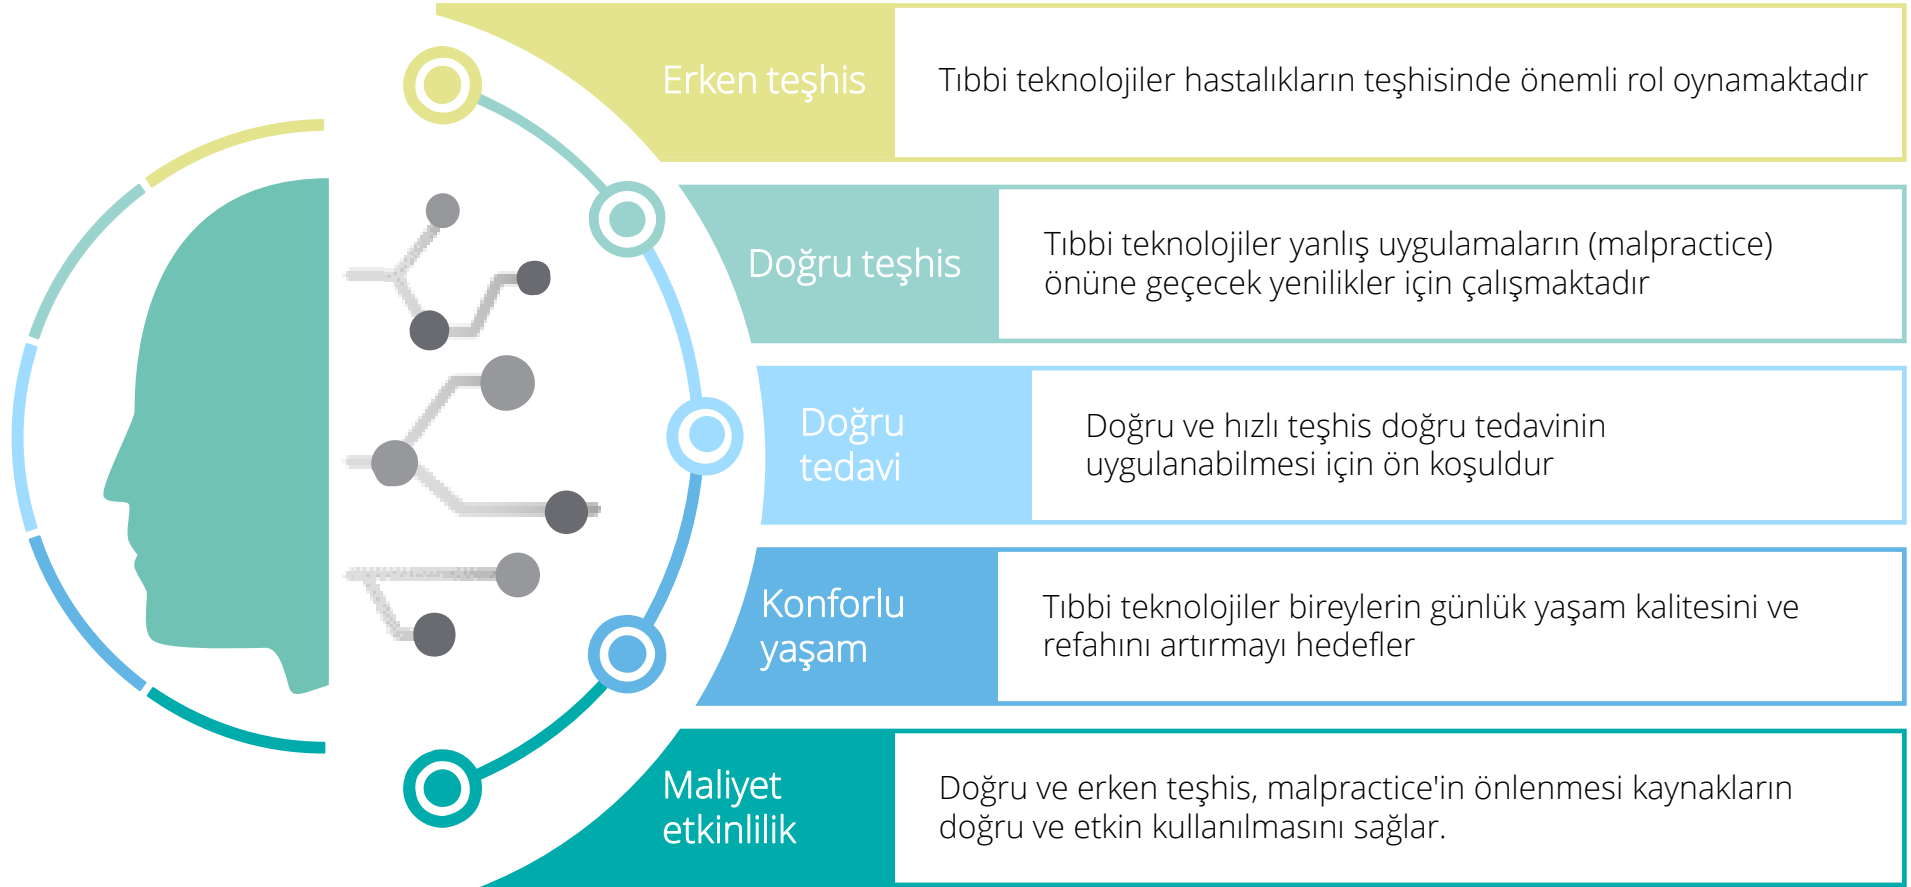 Erken teşhis
Tıbbi teknolojiler hastalıkların teşhisinde önemli rol oynamaktadır
Doğru teşhis
Tıbbi teknolojiler yanlış uygulamaların (malpractice)
önüne geçecek yenilikler için çalışmaktadır
Doğru
tedavi
Doğru ve hızlı teşhis doğru tedavinin
uygulanabilmesi için ön koşuldur
Konforlu
yaşam
Tıbbi teknolojiler bireylerin günlük yaşam kalitesini ve
refahını artırmayı hedefler
Maliyet
etkinlilik
Doğru ve erken teşhis, malpractice'in önlenmesi kaynakların
doğru ve etkin kullanılmasını sağlar.